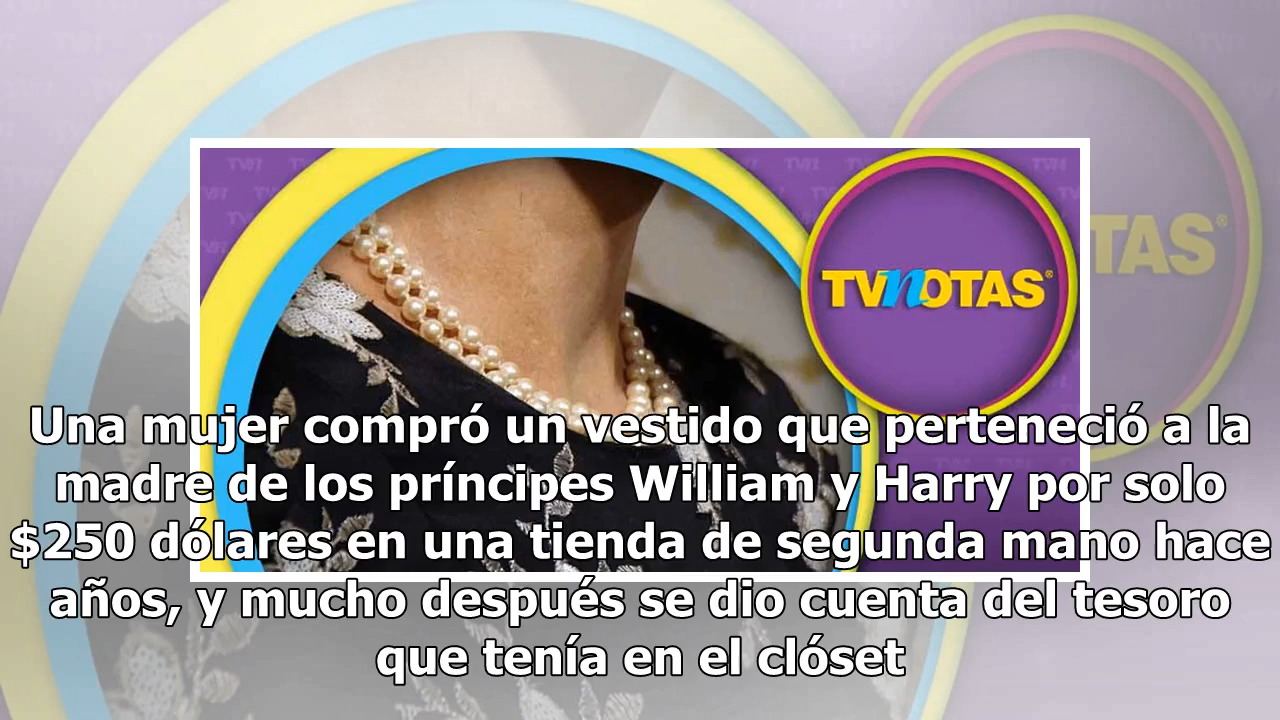 TVnOTAS®
TAS®
Una mujer compró un vestido que perteneció a la
madre de los príncipes William y Harry por solo
$250 dólares en una tienda de segunda mano hace
años, y mucho después se dio cuenta del tesoro
que tenía en el clóset